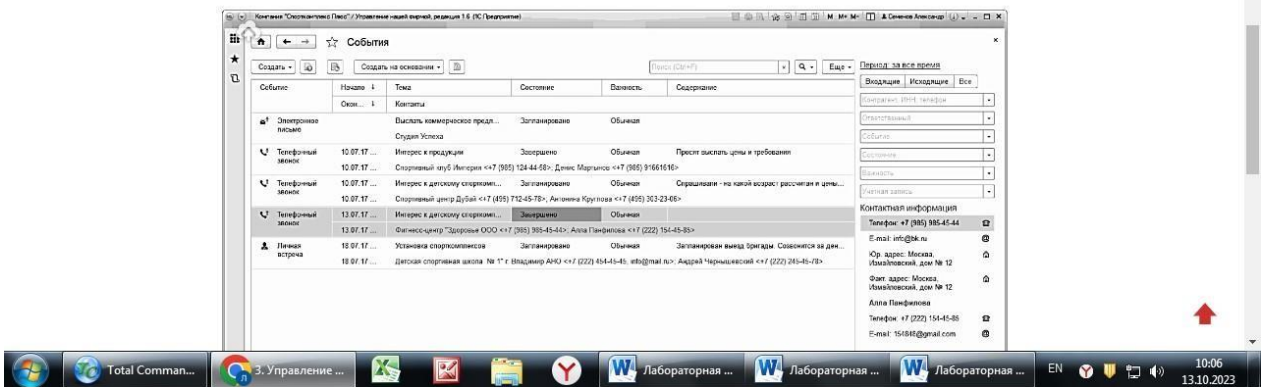 Компания "Спорткомплекс Плюс" / Управление нашей фирмой, редакция 1.6 (1С:Предприятие)
M M+ M- Семенов Александр
События
Создать Создать на основании Поиск (Ctrl+F) Еще
Период: за все время
Входящие Исходящие Все
Событие Начало Тема Состояние Важность Содержание
Окон... Контакты
Контрагент, ИНН, телефон
Ответственный
Событие
Состояние
Важность
Учетная запись
Электронное письмо Выслать коммерческое предл... Запланировано Обычная
Студия Успеха
Телефонный звонок 10.07.17 ... Интерес к продукции Завершено Обычная Просят выслать цены и требования
10.07.17 ... Спортивный клуб Империя <+7 (985) 124-44-58>; Денис Мартынов <+7 (985) 91661616>
Телефонный звонок 10.07.17 ... Интерес к детскому спорткомп... Запланировано Обычная Спрашивали - на какой возраст рассчитан и цены...
10.07.17 ... Спортивный центр Дубай <+7 (495) 712-45-78>; Антонина Круглова <+7 (495) 303-23-06>
Телефонный звонок 13.07.17 ... Интерес к детскому спорткомп... Завершено Обычная
13.07.17 ... Фитнесс-центр "Здоровье ООО <+7 (985) 985-45-44>; Алла Панфилова <+7 (222) 154-45-85>
Личная встреча 18.07.17 ... Установка спорткомплексов Запланировано Обычная Запланирован выезд бригады. Созвонится за ден...
18.07.17 ... Детская спортивная школа № 1" г. Владимир АНО <+7 (222) 454-45-45, info@mail.ru>; Андрей Чернышевский <+7 (222) 245-45-78>
Контактная информация
Телефон: +7 (985) 985-45-44
E-mail: info@bk.ru
Юр. адрес: Москва,
Измайловский, дом № 12
Факт. адрес: Москва,
Измайловский, дом № 12
Алла Панфилова
Телефон: +7 (222) 154-45-85
E-mail: 154848@gmail.com
Total Comman... 3. Управление ... Лабораторная ... Лабораторная ... Лабораторная ... EN 10:06
13.10.2023